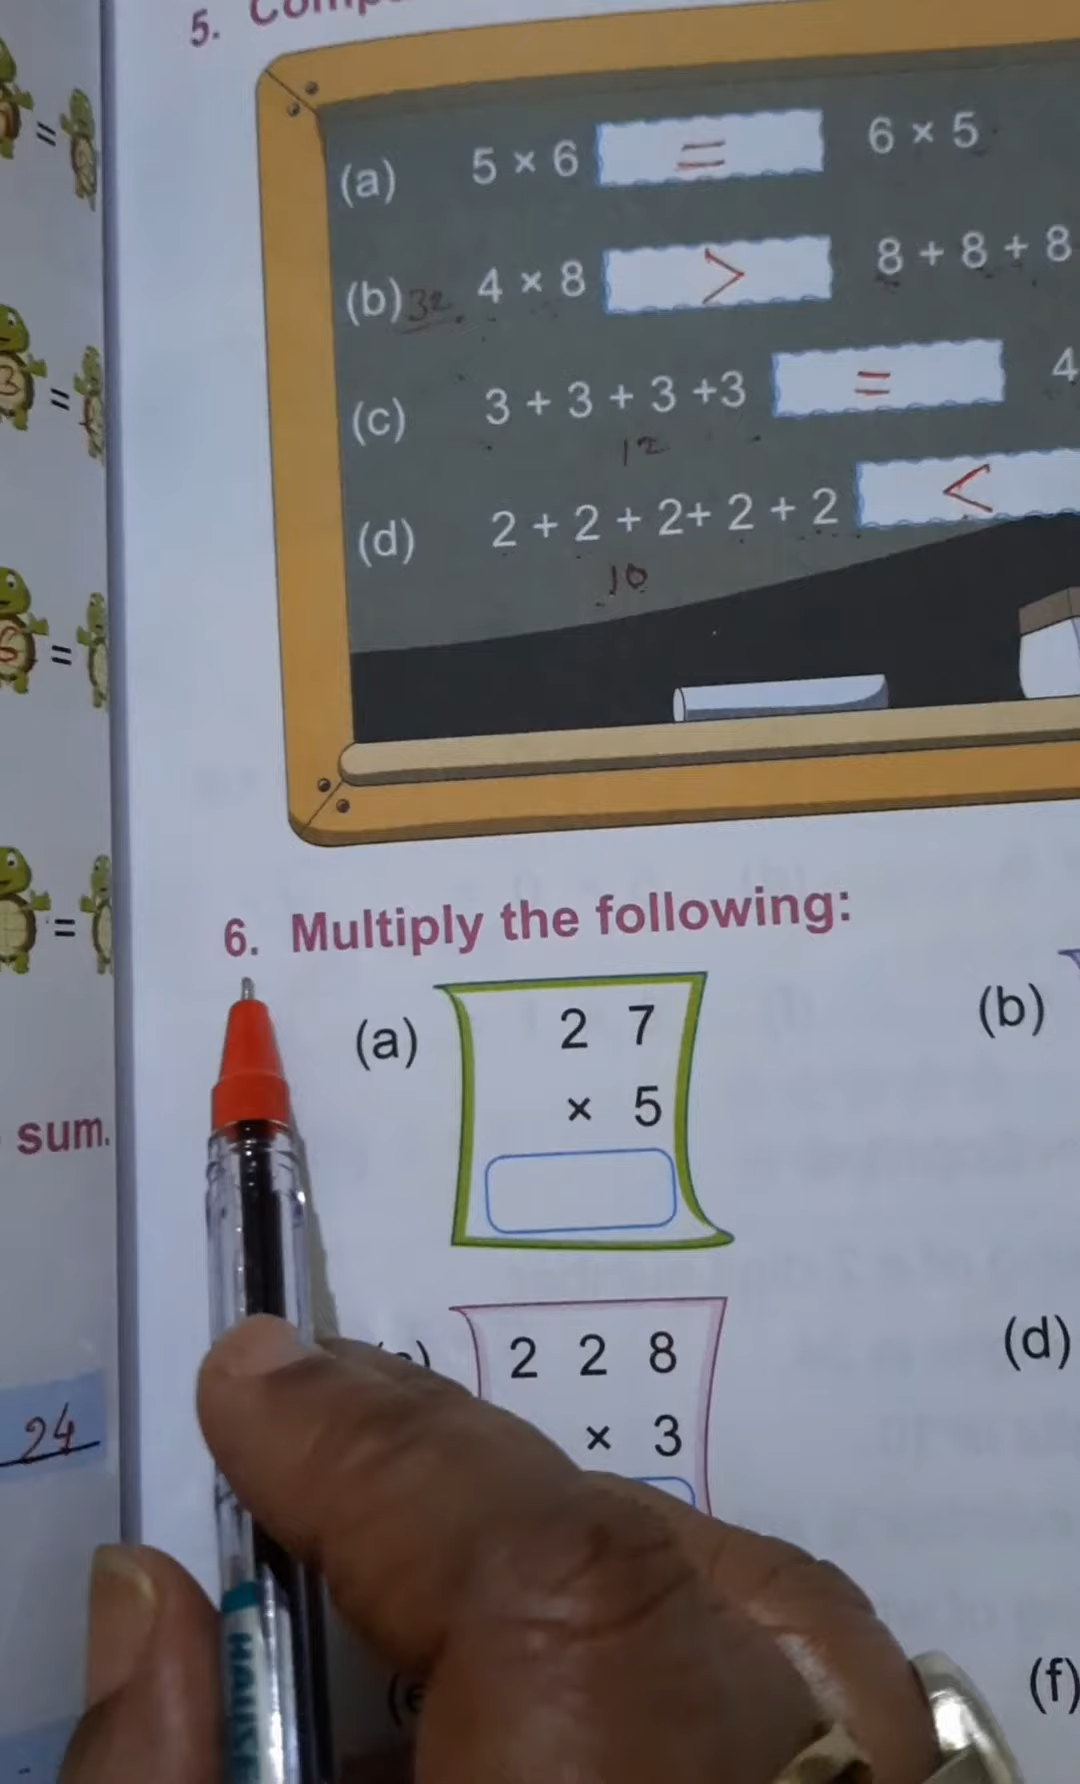 5.
(a) 5 × 6 = 6 × 5
(b) 32 4 × 8 > 8 + 8 + 8
(c) 3 + 3 + 3 +3 = 4
12
(d) 2 + 2 + 2+ 2 + 2 <
10
6. Multiply the following:
(a) 2 7
× 5
(b)
2 2 8
× 3
(d)
(f)
sum.
24
=
=
=
=